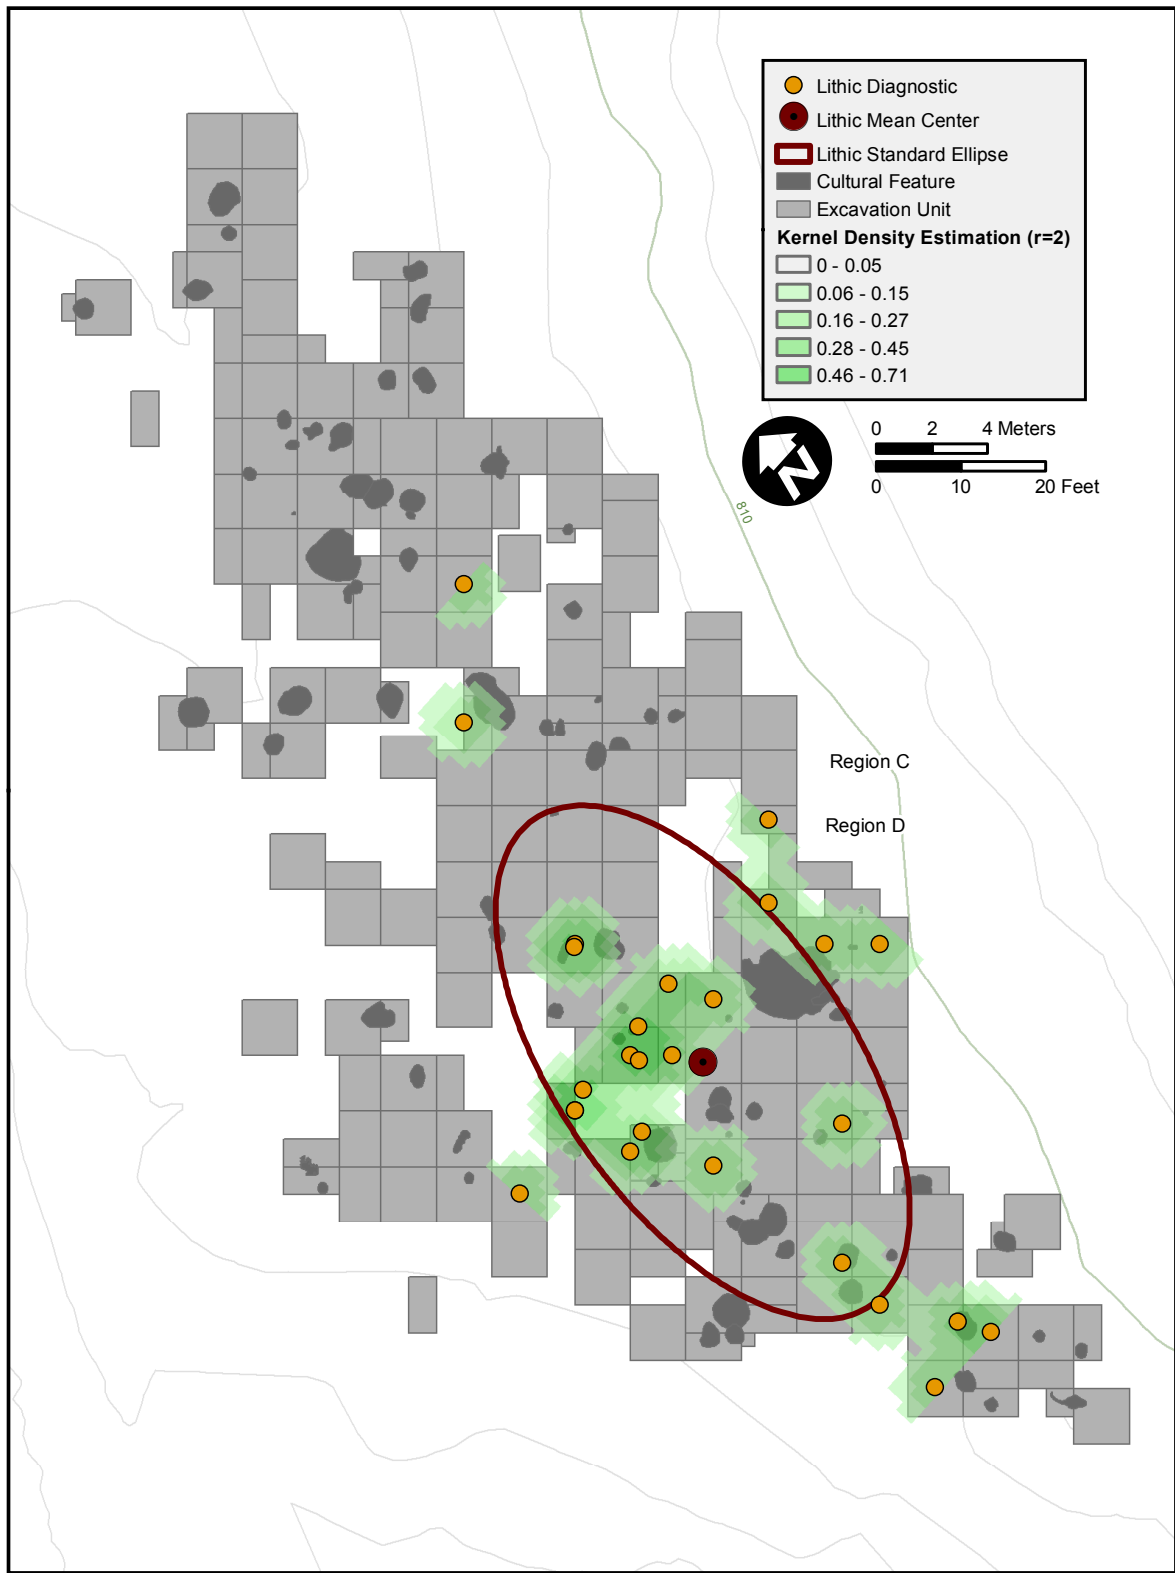 Lithic Diagnostic
Lithic Mean Center
Lithic Standard Ellipse
Cultural Feature
Excavation Unit
Kernel Density Estimation (r=2)
0 - 0.05
0.06 - 0.15
0.16 - 0.27
0.28 - 0.45
0.46 - 0.71
0 2 4 Meters
0 10 20 Feet
N
810
Region C
Region D